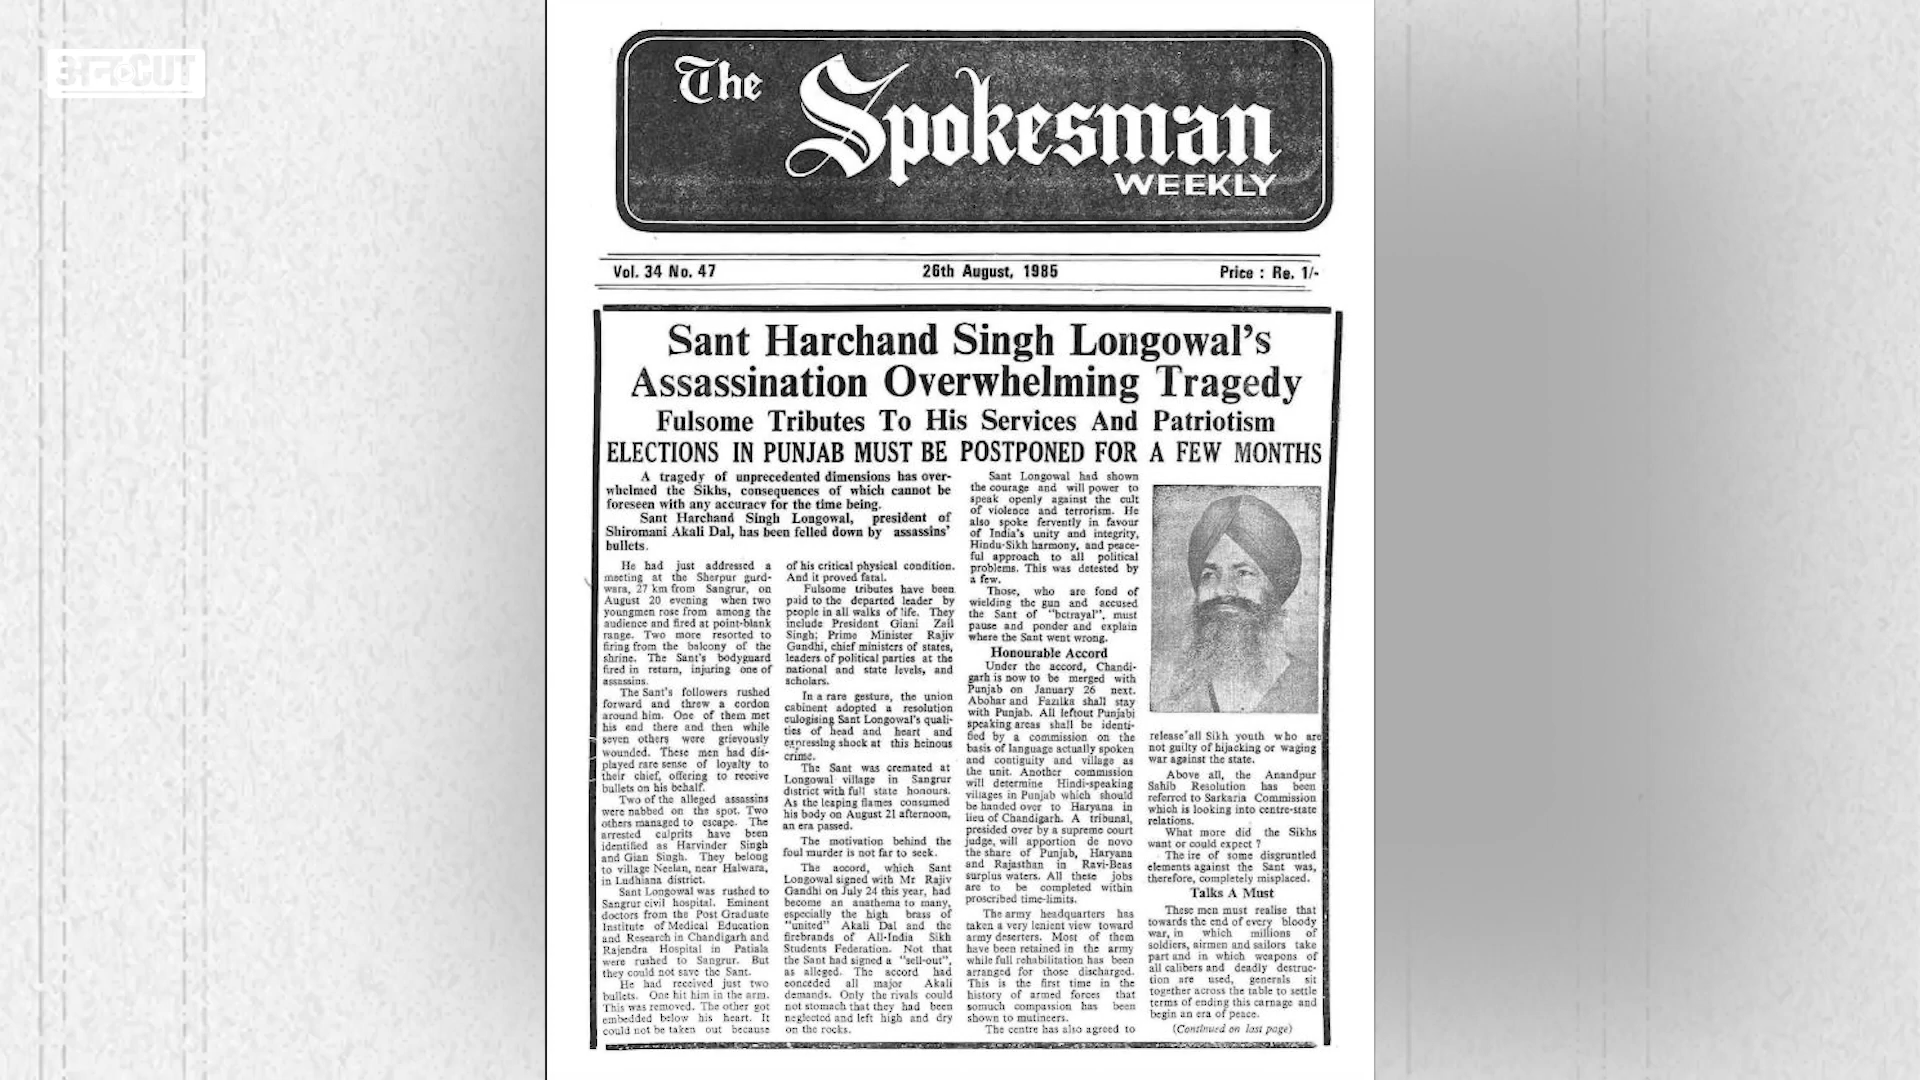 BIG CUT
The Spokesman
WEEKLY
Vol. 34 No. 47 26th August, 1985 Price : Re. 1/-
Sant Harchand Singh Longowal's
Assassination Overwhelming Tragedy
Fulsome Tributes To His Services And Patriotism
ELECTIONS IN PUNJAB MUST BE POSTPONED FOR A FEW MONTHS
A tragedy of unprecedented dimensions has over-
whelmed the Sikhs, consequences of which cannot be
foreseen with any accuracy for the time being.
Sant Harchand Singh Longowal, president of
Shiromani Akali Dal, has been felled down by assassins'
bullets.
He had just addressed a
meeting at the Sherpur gurd-
wara, 27 km from Sangrur, on
August 20 evening when two
youngmen rose from among the
audience and fired at point-blank
range. Two more resorted to
firing from the balcony of the
shrine. The Sant's bodyguard
fired in return, injuring one of
assassins.
The Sant's followers rushed
forward and threw a cordon
around him. One of them met
his end there and then while
seven others were grievously
wounded. These men had dis-
played rare sense of loyalty to
their chief, offering to receive
bullets on his behalf.
Two of the alleged assassins
were nabbed on the spot. Two
others managed to escape. The
arrested culprits have been
identified as Harvinder Singh
and Gian Singh. They belong
to village Neelan, near Halwara,
in Ludhiana district.
Sant Longowal was rushed to
Sangrur civil hospital. Eminent
doctors from the Post Graduate
Institute of Medical Education
and Research in Chandigarh and
Rajendra Hospital in Patiala
were rushed to Sangrur. But
they could not save the Sant.
He had received just two
bullets. One hit him in the arm.
This was removed. The other got
embedded below his heart. It
could not be taken out because
of his critical physical condition.
And it proved fatal.
Fulsome tributes have been
paid to the departed leader by
people in all walks of life. They
include President Giani Zail
Singh; Prime Minister Rajiv
Gandhi, chief ministers of states,
leaders of political parties at the
national and state levels, and
scholars.
In a rare gesture, the union
cabinet adopted a resolution
eulogising Sant Longowal's quali-
ties of head and heart and
expressing shock at this heinous
crime.
The Sant was cremated at
Longowal village in Sangrur
district with full state honours.
As the leaping flames consumed
his body on August 21 afternoon,
an era passed.
The motivation behind the
foul murder is not far to seek.
The accord, which Sant
Longowal signed with Mr Rajiv
Gandhi on July 24 this year, had
become an anathema to many,
especially the high brass of
"united" Akali Dal and the
firebrands of All-India Sikh
Students Federation. Not that
the Sant had signed a "sell-out",
as alleged. The accord had
conceded all major Akali
demands. Only the rivals could
not stomach that they had been
neglected and left high and dry
on the rocks.
Sant Longowal had shown
the courage and will power to
speak openly against the cult
of violence and terrorism. He
also spoke fervently in favour
of India's unity and integrity,
Hindu-Sikh harmony, and peace-
ful approach to all political
problems. This was detested by
a few.
Those, who are fond of
wielding the gun and accused
the Sant of "betrayal", must
pause and ponder and explain
where the Sant went wrong.
Honourable Accord
Under the accord, Chandi-
garh is now to be merged with
Punjab on January 26 next.
Abohar and Fazilka shall stay
with Punjab. All leftout Punjabi
speaking areas shall be identi-
fied by a commission on the
basis of language actually spoken
and contiguity and village as
the unit. Another commission
will determine Hindi-speaking
villages in Punjab which should
be handed over to Haryana in
lieu of Chandigarh. A tribunal,
presided over by a supreme court
judge, will apportion de novo
the share of Punjab, Haryana
and Rajasthan in Ravi-Beas
surplus waters. All these jobs
are to be completed within
proscribed time-limits.
The army headquarters has
taken a very lenient view toward
army deserters. Most of them
have been retained in the army
while full rehabilitation has been
arranged for those discharged.
This is the first time in the
history of armed forces that
somuch compassion has been
shown to mutineers.
The centre has also agreed to
release all Sikh youth who are
not guilty of hijacking or waging
war against the state.
Above all, the Anandpur
Sahib Resolution has been
referred to Sarkaria Commission
which is looking into centre-state
relations.
What more did the Sikhs
want or could expect ?
The ire of some disgruntled
elements against the Sant was,
therefore, completely misplaced.
Talks A Must
These men must realise that
towards the end of every bloody
war, in which millions of
soldiers, airmen and sailors take
part and in which weapons of
all calibers and deadly destruc-
tion are used, generals sit
together across the table to settle
terms of ending this carnage and
begin an era of peace.
(Continued on last page)